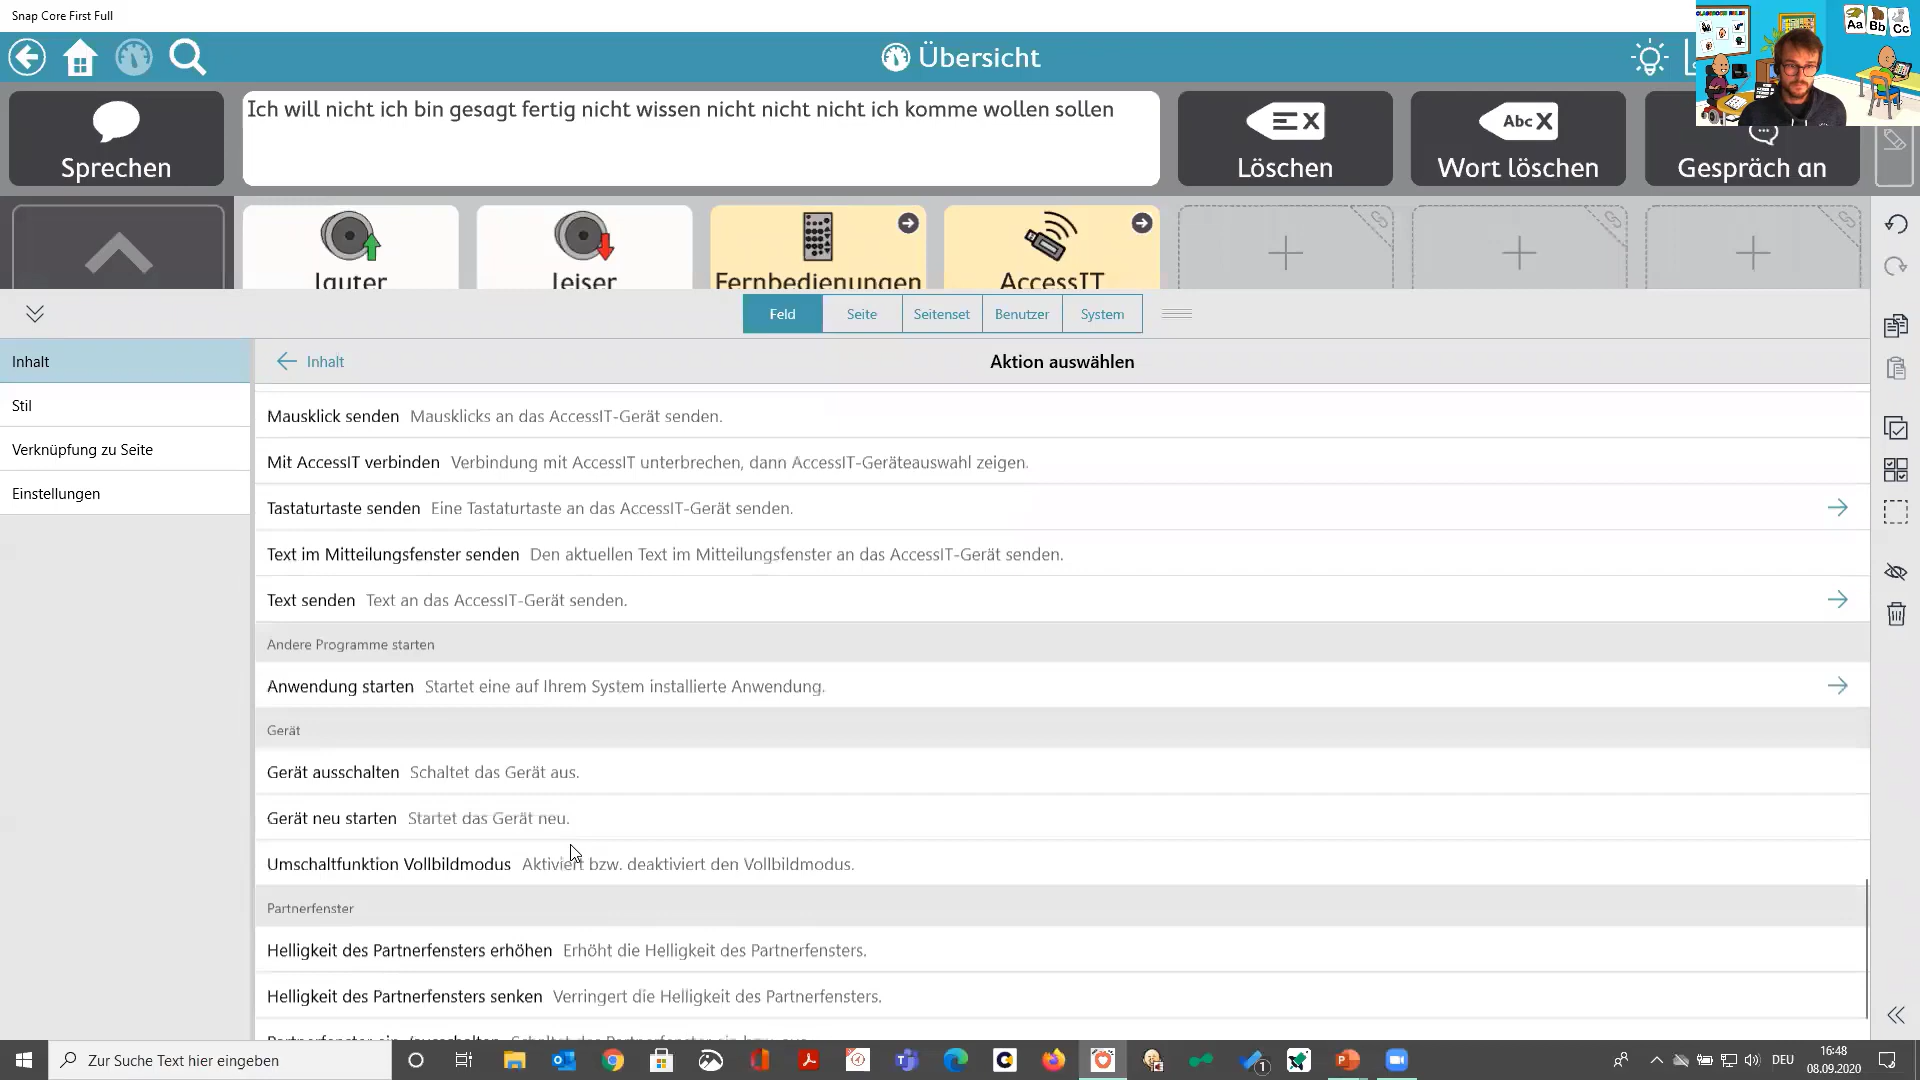 Snap Core First Full
Übersicht
Aa Bb Cc
Sprechen
Ich will nicht ich bin gesagt fertig nicht wissen nicht nicht nicht ich komme wollen sollen
Abc X
Löschen
Wort löschen
Gespräch an
lauter
leiser
Fernbedienungen
AccessIT
Feld
Seite
Seitenset
Benutzer
System
Inhalt
Stil
Verknüpfung zu Seite
Einstellungen
Inhalt
Aktion auswählen
Mausklick senden Mausklicks an das AccessIT-Gerät senden.
Mit AccessIT verbinden Verbindung mit AccessIT unterbrechen, dann AccessIT-Geräteauswahl zeigen.
Tastaturtaste senden Eine Tastaturtaste an das AccessIT-Gerät senden.
Text im Mitteilungsfenster senden Den aktuellen Text im Mitteilungsfenster an das AccessIT-Gerät senden.
Text senden Text an das AccessIT-Gerät senden.
Andere Programme starten
Anwendung starten Startet eine auf Ihrem System installierte Anwendung.
Gerät
Gerät ausschalten Schaltet das Gerät aus.
Gerät neu starten Startet das Gerät neu.
Umschaltfunktion Vollbildmodus Aktiviert bzw. deaktiviert den Vollbildmodus.
Partnerfenster
Helligkeit des Partnerfensters erhöhen Erhöht die Helligkeit des Partnerfensters.
Helligkeit des Partnerfensters senken Verringert die Helligkeit des Partnerfensters.
Zur Suche Text hier eingeben
1
DEU
16:48
08.09.2020